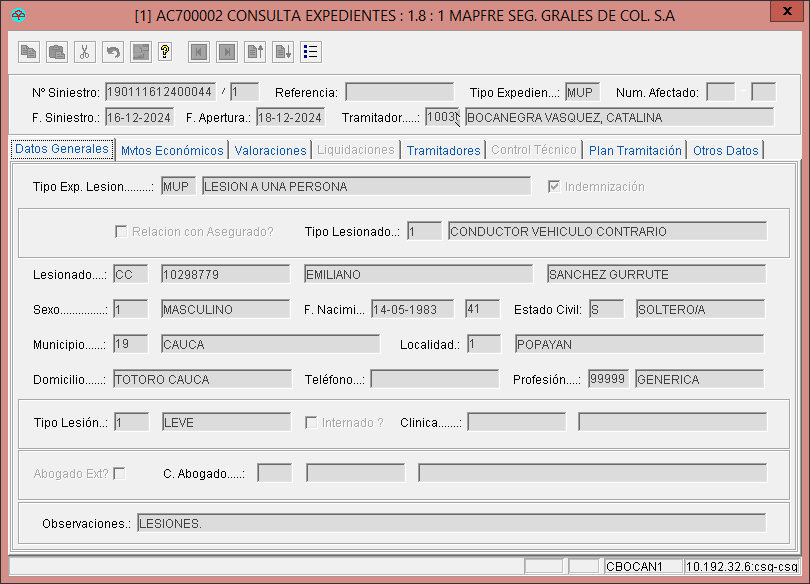 [1] AC700002 CONSULTA EXPEDIENTES : 1.8 : 1 MAPFRE SEG. GRALES DE COL. S.A
Nº Siniestro: 190111612400044 / 1 Referencia: Tipo Expedien...: MUP Num. Afectado:
F. Siniestro.: 16-12-2024 F. Apertura.: 18-12-2024 Tramitador.....: 1003 BOCANEGRA VASQUEZ, CATALINA
Datos Generales Mvtos Económicos Valoraciones Liquidaciones Tramitadores Control Técnico Plan Tramitación Otros Datos
Tipo Exp. Lesion.........: MUP LESION A UNA PERSONA Indemnización
Relacion con Asegurado? Tipo Lesionado..: 1 CONDUCTOR VEHICULO CONTRARIO
Lesionado....: CC 10298779 EMILIANO SANCHEZ GURRUTE
Sexo..............: 1 MASCULINO F. Nacimi... 14-05-1983 41 Estado Civil: S SOLTERO/A
Municipio......: 19 CAUCA Localidad.: 1 POPAYAN
Domicilio......: TOTORO CAUCA Teléfono...: Profesión....: 99999 GENERICA
Tipo Lesión..: 1 LEVE Internado ? Clinica.......:
Abogado Ext? C. Abogado.....:
Observaciones.: LESIONES.
CBOCAN1 10.192.32.6:csq-csq